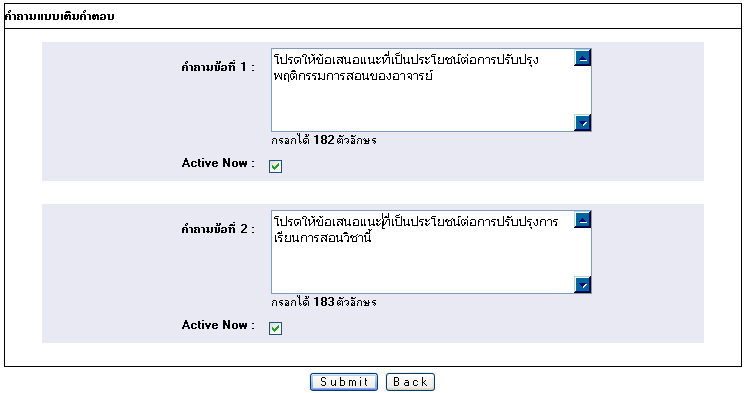 คำถามแบบเติมคำตอบ
คำถามข้อที่ 1 :
โปรดให้ข้อเสนอแนะที่เป็นประโยชน์ต่อการปรับปรุง
พฤติกรรมการสอนของอาจารย์
กรอกได้ 182 ตัวอักษร
Active Now :
คำถามข้อที่ 2 :
โปรดให้ข้อเสนอแนะที่เป็นประโยชน์ต่อการปรับปรุงการ
เรียนการสอนวิชานี้
กรอกได้ 183 ตัวอักษร
Active Now :
Submit Back